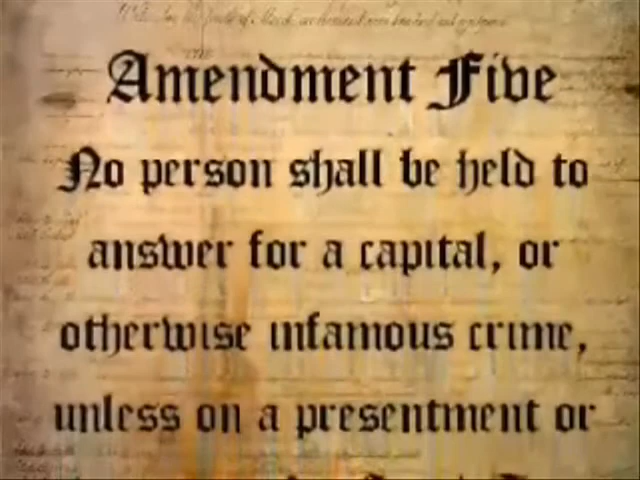 Amendment Five
No person shall be held to
answer for a capital, or
otherwise infamous crime,
unless on a presentment or